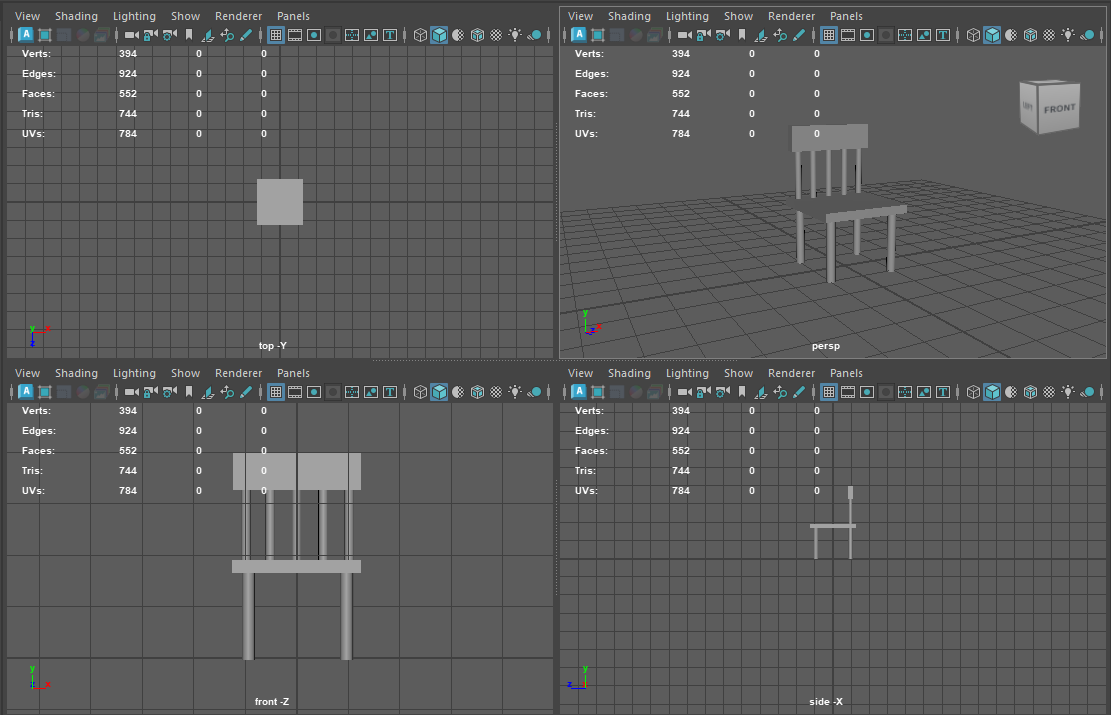 View Shading Lighting Show Renderer Panels
Verts: 394 0 0
Edges: 924 0 0
Faces: 552 0 0
Tris: 744 0 0
UVs: 784 0 0
y x z
top -Y
View Shading Lighting Show Renderer Panels
Verts: 394 0 0
Edges: 924 0 0
Faces: 552 0 0
Tris: 744 0 0
UVs: 784 0 0
FRONT
y
z
persp
View Shading Lighting Show Renderer Panels
Verts: 394 0 0
Edges: 924 0 0
Faces: 552 0 0
Tris: 744 0 0
UVs: 784 0 0
y
x
front -Z
View Shading Lighting Show Renderer Panels
Verts: 394 0 0
Edges: 924 0 0
Faces: 552 0 0
Tris: 744 0 0
UVs: 784 0 0
y
z
side -X